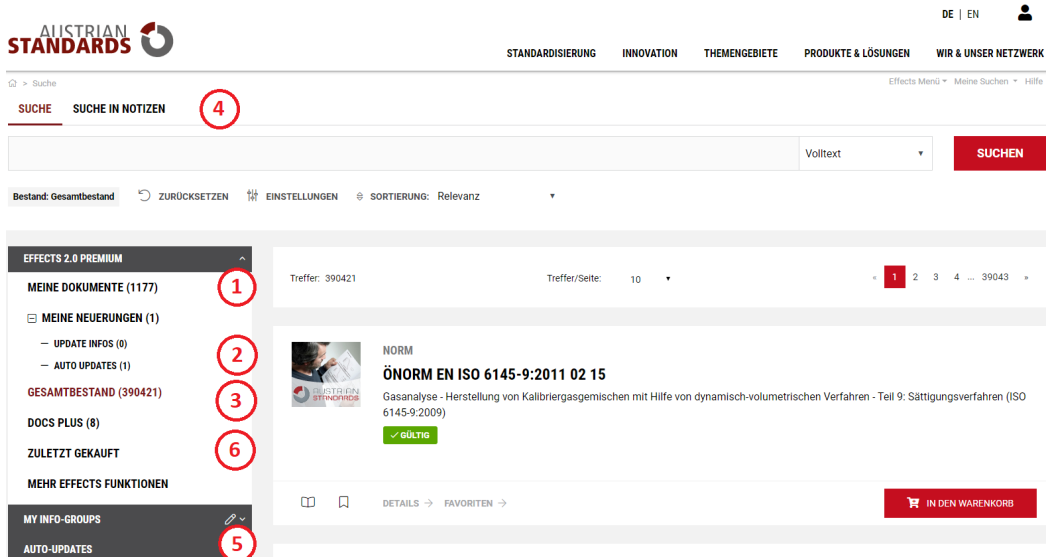 DE | EN
AUSTRIAN
STANDARDS
STANDARDISIERUNG INNOVATION THEMENGEBIETE PRODUKTE & LÖSUNGEN WIR & UNSER NETZWERK
> Suche
Effects Menü Meine Suchen Hilfe
SUCHE SUCHE IN NOTIZEN 4
Volltext SUCHEN
Bestand: Gesamtbestand ZURÜCKSETZEN EINSTELLUNGEN SORTIERUNG: Relevanz
EFFECTS 2.0 PREMIUM
MEINE DOKUMENTE (1177) 1
MEINE NEUERUNGEN (1)
– UPDATE INFOS (0)
2
– AUTO UPDATES (1)
GESAMTBESTAND (390421)
3
DOCS PLUS (8)
ZULETZT GEKAUFT 6
MEHR EFFECTS FUNKTIONEN
MY INFO-GROUPS
AUTO-UPDATES 5
Treffer: 390421 Treffer/Seite: 10 « 1 2 3 4 ... 39043 »
NORM
ÖNORM EN ISO 6145-9:2011 02 15
AUSTRIAN
STANDARDS
Gasanalyse - Herstellung von Kalibriergasgemischen mit Hilfe von dynamisch-volumetrischen Verfahren - Teil 9: Sättigungsverfahren (ISO
6145-9:2009)
✓ GÜLTIG
DETAILS → FAVORITEN → IN DEN WARENKORB